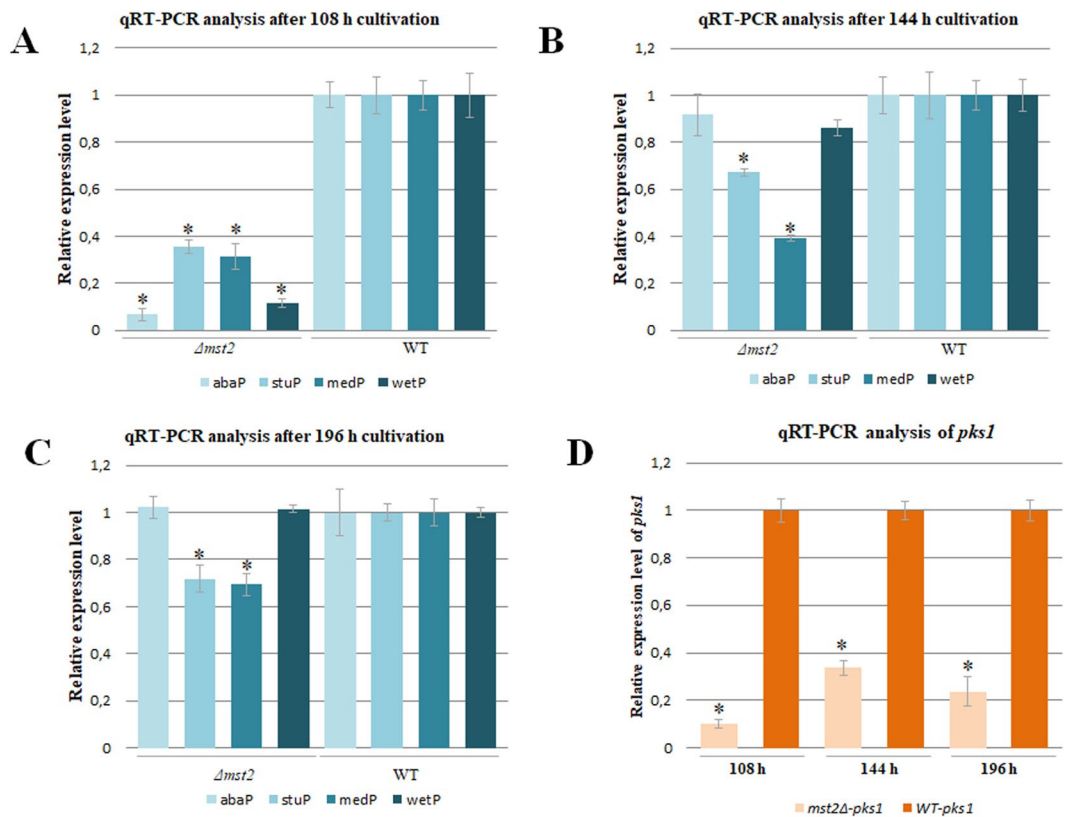 A
qRT-PCR analysis after 108 h cultivation
Relative expression level
1,2
1
0,8
0,6
0,4
0,2
0
*
*
*
*
Δmst2
WT
abaP
stuP
medP
wetP
B
qRT-PCR analysis after 144 h cultivation
Relative expression level
1,2
1
0,8
0,6
0,4
0,2
0
*
*
Δmst2
WT
abaP
stuP
medP
wetP
C
qRT-PCR analysis after 196 h cultivation
Relative expression level
1,2
1
0,8
0,6
0,4
0,2
0
*
*
Δmst2
WT
abaP
stuP
medP
wetP
D
qRT-PCR analysis of pks1
Relative expression level of pks1
1,2
1
0,8
0,6
0,4
0,2
0
*
*
*
108 h
144 h
196 h
mst2Δ-pks1
WT-pks1